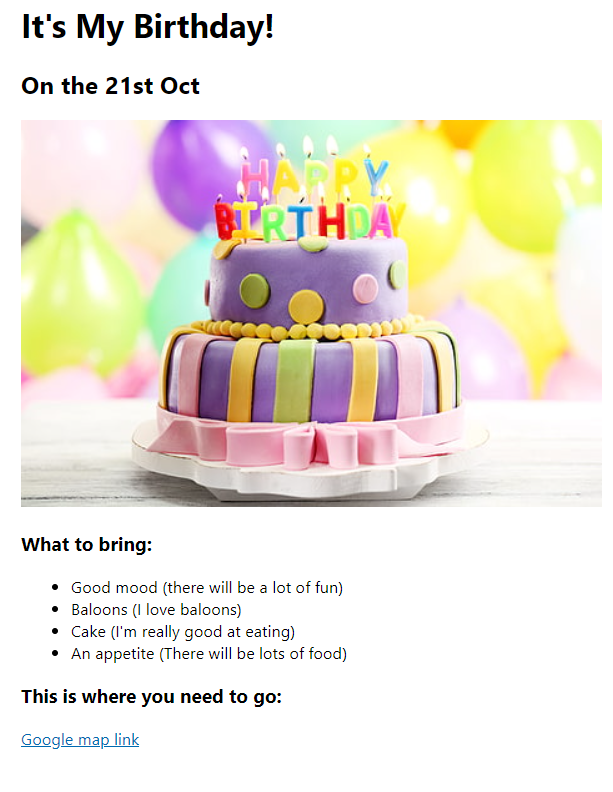 It's My Birthday!
On the 21st Oct
HAPPY
BIRTHDAY
What to bring:
Good mood (there will be a lot of fun)
Baloons (I love baloons)
Cake (I'm really good at eating)
An appetite (There will be lots of food)
This is where you need to go:
Google map link